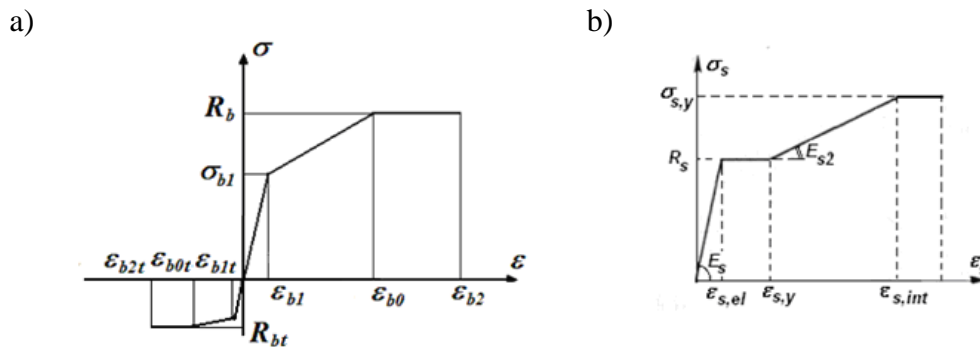 a)
σ
R_b
σ_b1
ε_b2t ε_b0t ε_b1t
ε
ε_b1 ε_b0 ε_b2
R_bt
b)
σ_s
σ_s,y
R_s
E_s2
E_s
ε_s,el ε_s,y ε_s,int